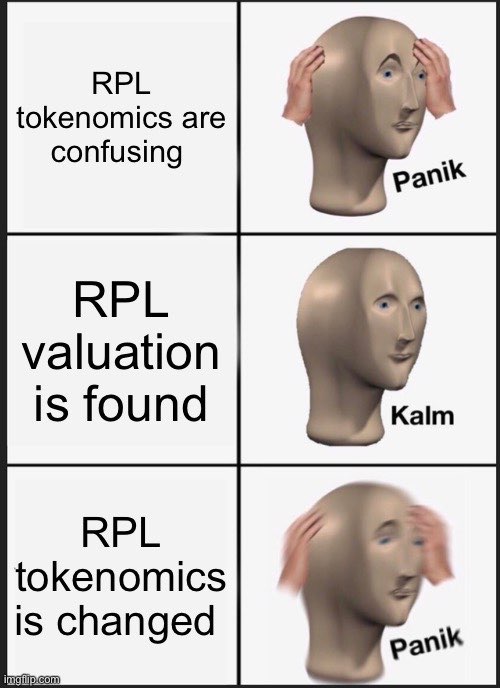 RPL
tokenomics are
confusing
Panik
RPL
valuation
is found
Kalm
RPL
tokenomics
is changed
Panik
imgflip.com